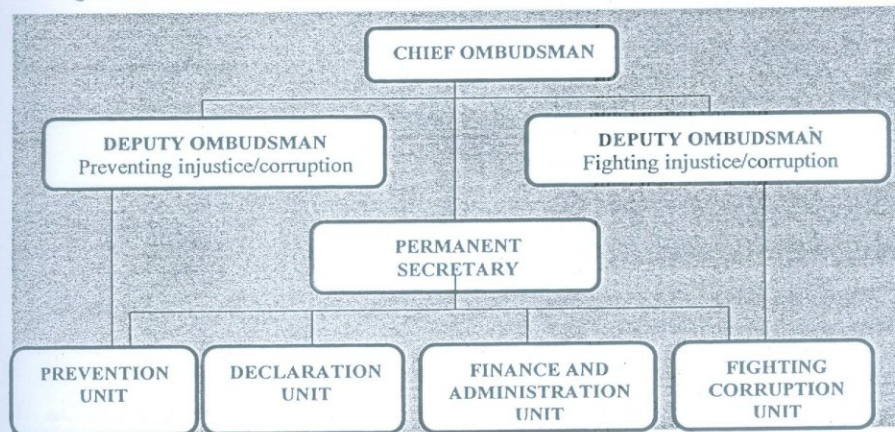 CHIEF OMBUDSMAN
DEPUTY OMBUDSMAN
Preventing injustice/corruption
DEPUTY OMBUDSMAN
Fighting injustice/corruption
PERMANENT
SECRETARY
PREVENTION
UNIT
DECLARATION
UNIT
FINANCE AND
ADMINISTRATION
UNIT
FIGHTING
CORRUPTION
UNIT